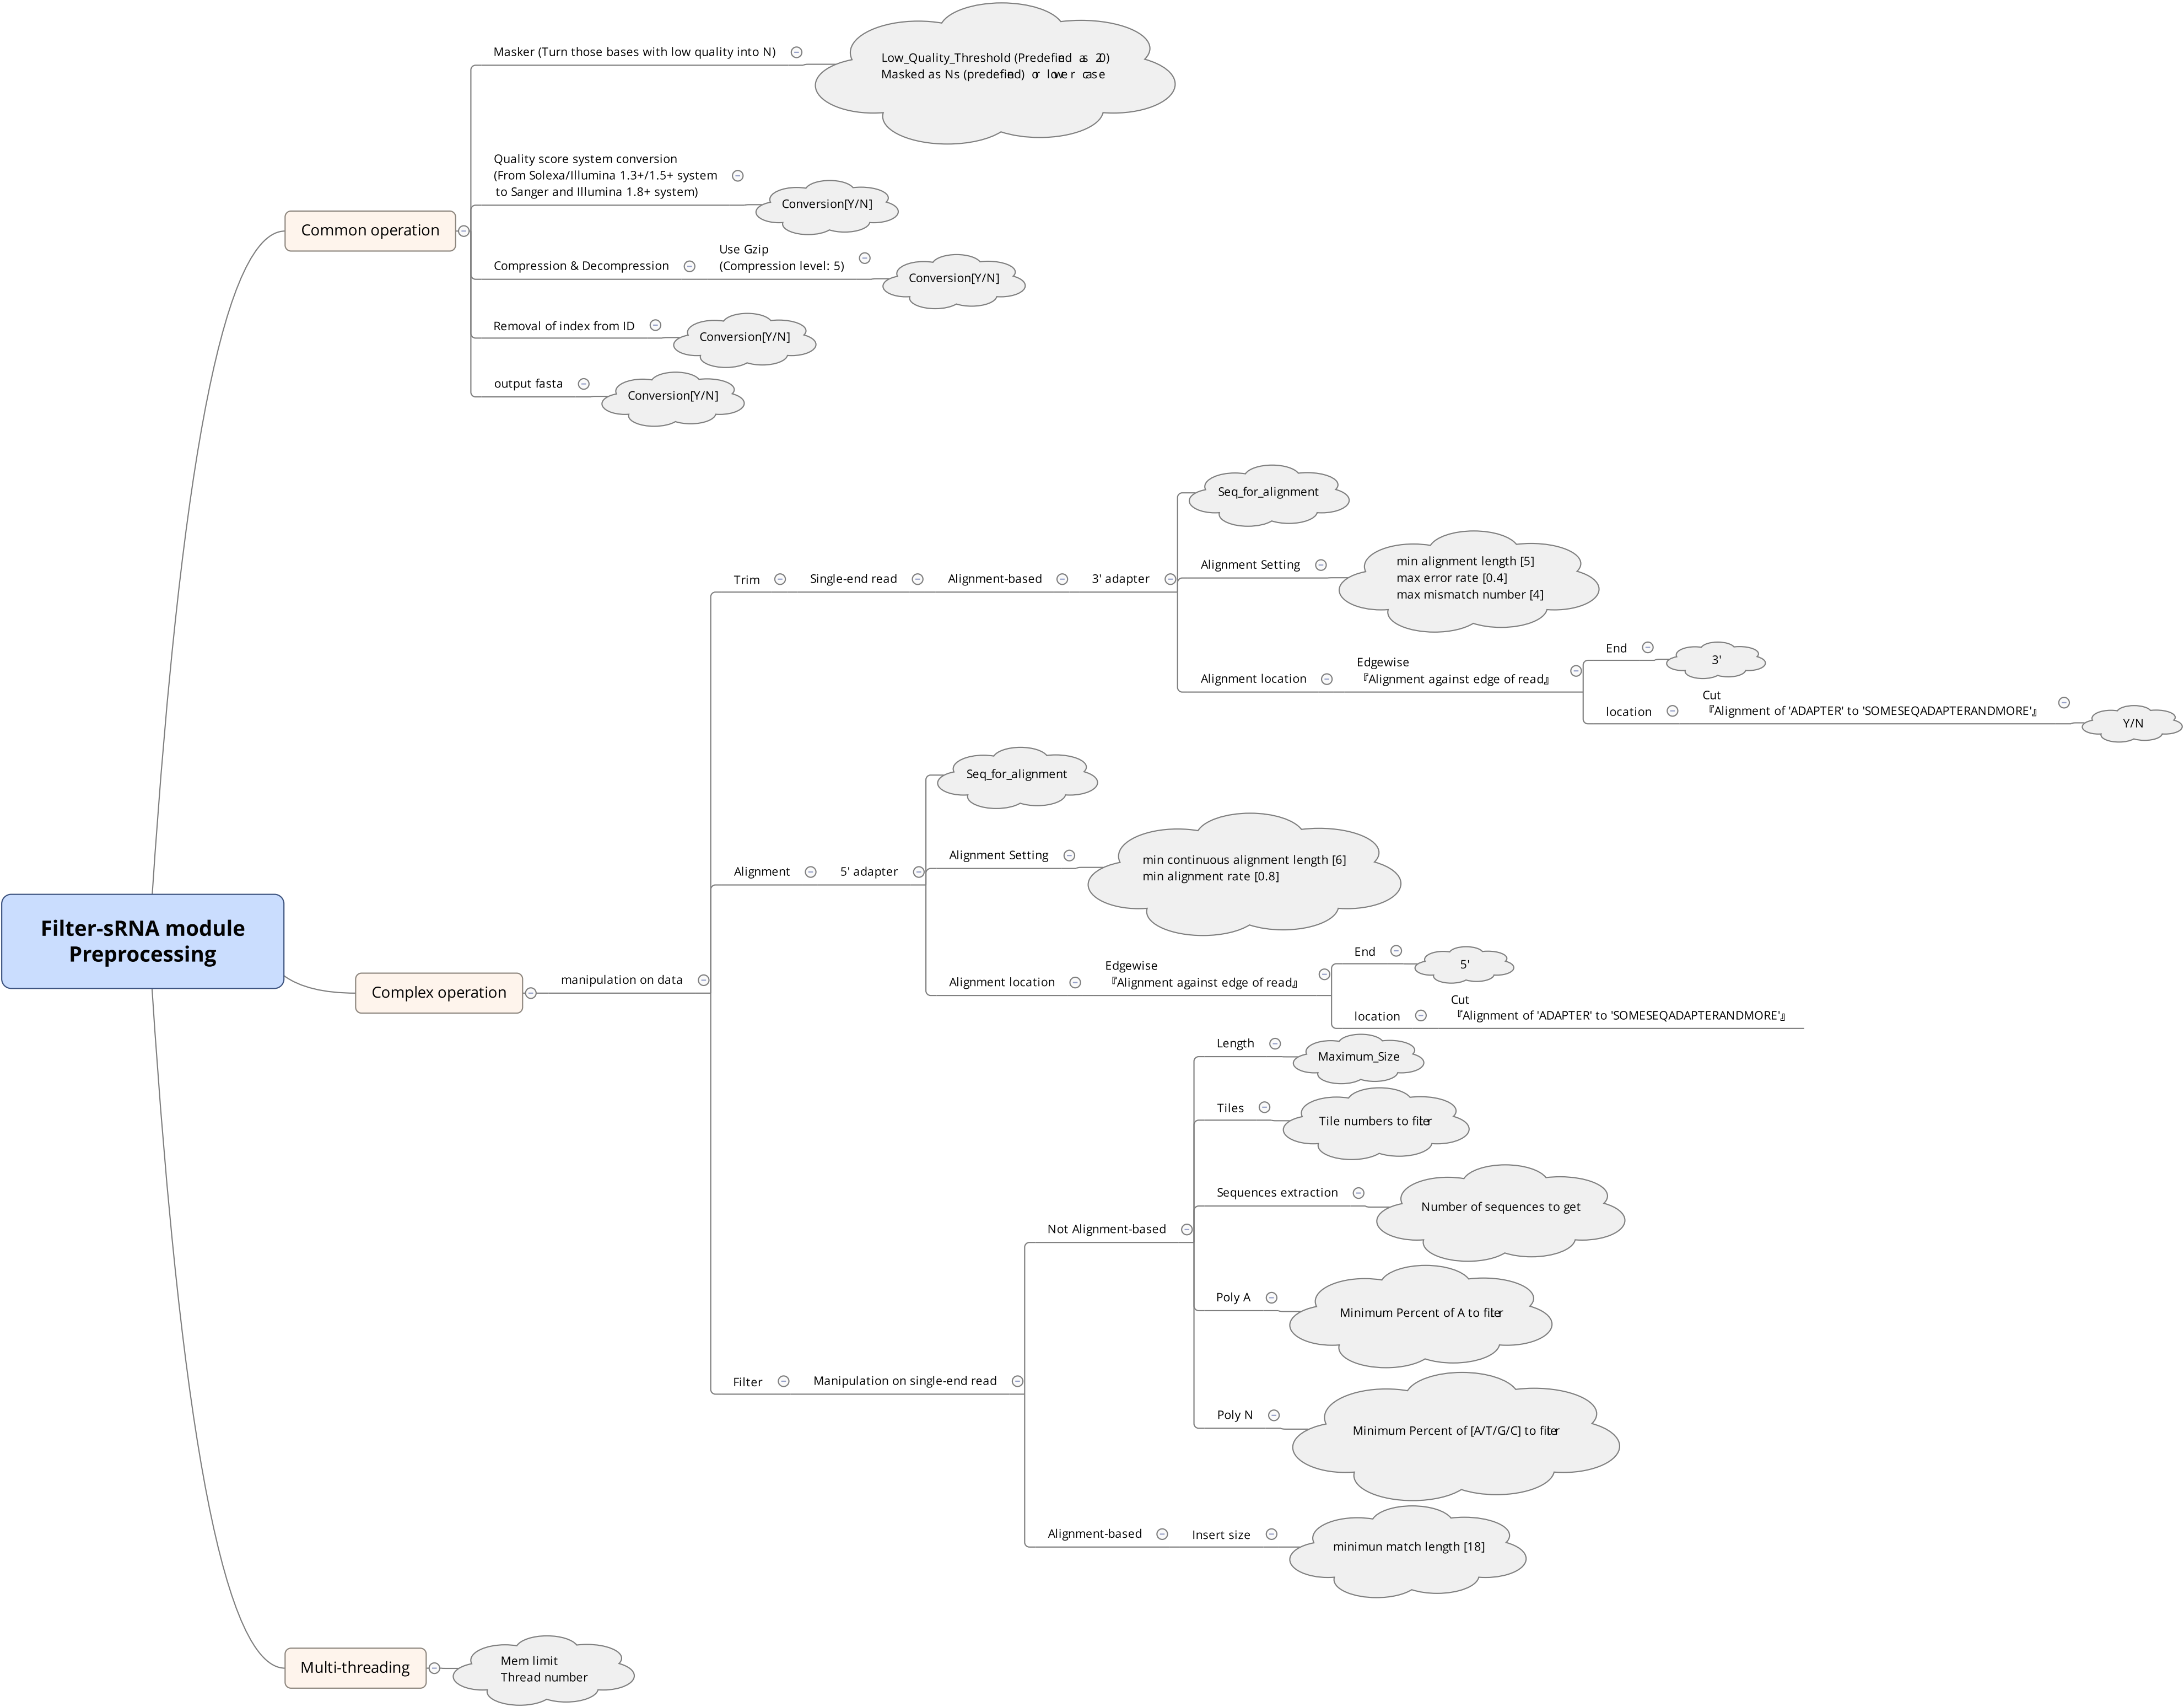 Masker (Turn those bases with low quality into N)
Low_Quality_Threshold (Predefined as 20)
Masked as Ns (predefined) or lower case
Quality score system conversion
(From Solexa/Illumina 1.3+/1.5+ system
to Sanger and Illumina 1.8+ system)
Conversion[Y/N]
Common operation
Compression & Decompression
Use Gzip
(Compression level: 5)
Conversion[Y/N]
Removal of index from ID
Conversion[Y/N]
output fasta
Conversion[Y/N]
Seq_for_alignment
Trim
Single-end read
Alignment-based
3' adapter
Alignment Setting
min alignment length [5]
max error rate [0.4]
max mismatch number [4]
Alignment location
Edgewise
『Alignment against edge of read』
End
3'
location
Cut
『Alignment of 'ADAPTER' to 'SOMESEQADAPTERANDMORE'』
Y/N
Seq_for_alignment
Alignment
5' adapter
Alignment Setting
min continuous alignment length [6]
min alignment rate [0.8]
Alignment location
Edgewise
『Alignment against edge of read』
End
5'
location
Cut
『Alignment of 'ADAPTER' to 'SOMESEQADAPTERANDMORE'』
Filter-sRNA module
Preprocessing
Complex operation
manipulation on data
Length
Maximum_Size
Tiles
Tile numbers to filter
Sequences extraction
Number of sequences to get
Not Alignment-based
Poly A
Minimum Percent of A to filter
Filter
Manipulation on single-end read
Poly N
Minimum Percent of [A/T/G/C] to filter
Alignment-based
Insert size
minimun match length [18]
Multi-threading
Mem limit
Thread number